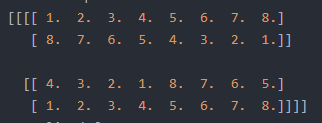 [[[[ 1. 2. 3. 4. 5. 6. 7. 8.]
[ 8. 7. 6. 5. 4. 3. 2. 1.]]
[[ 4. 3. 2. 1. 8. 7. 6. 5.]
[ 1. 2. 3. 4. 5. 6. 7. 8.]]]]